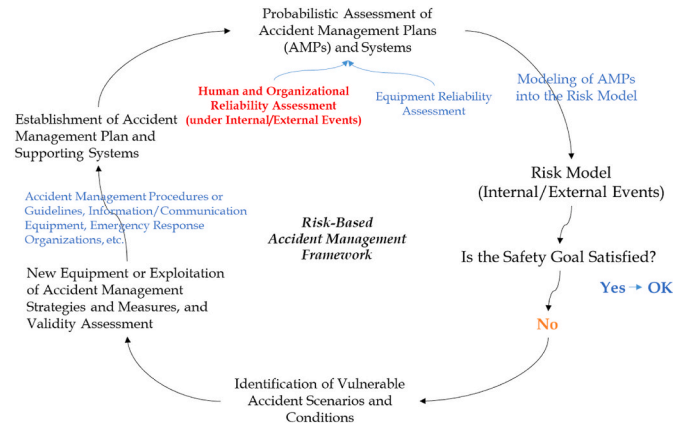 Probabilistic Assessment of
Accident Management Plans
(AMPs) and Systems
Human and Organizational
Reliability Assessment
(under Internal/External Events)
Equipment Reliability
Assessment
Modeling of AMPs
into the Risk Model
Establishment of Accident
Management Plan and
Supporting Systems
Risk Model
(Internal/External Events)
Accident Management Procedures or
Guidelines, Information/Communication
Equipment, Emergency Response
Organizations, etc.
Risk-Based
Accident Management
Framework
Is the Safety Goal Satisfied?
Yes → OK
New Equipment or Exploitation
of Accident Management
Strategies and Measures, and
Validity Assessment
No
Identification of Vulnerable
Accident Scenarios and
Conditions